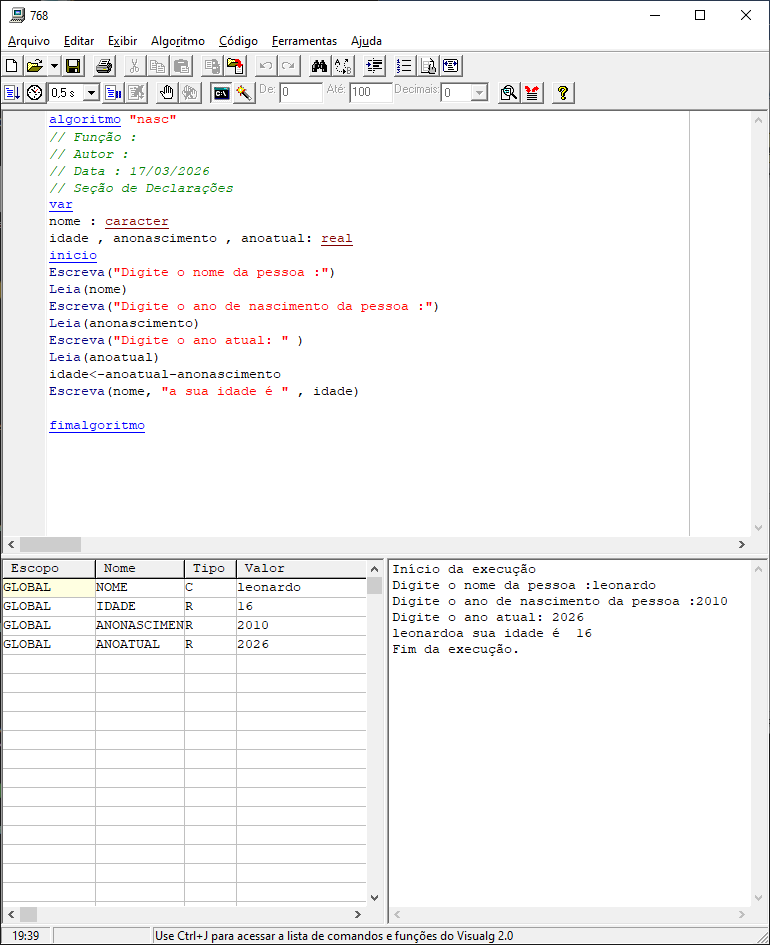 768
Arquivo Editar Exibir Algoritmo Código Ferramentas Ajuda
0,5 s De: 0 Até: 100 Decimais: 0
algoritmo "nasc"
// Função :
// Autor :
// Data : 17/03/2026
// Seção de Declarações
var
nome : caracter
idade , anonascimento , anoatual: real
inicio
Escreva("Digite o nome da pessoa :")
Leia(nome)
Escreva("Digite o ano de nascimento da pessoa :")
Leia(anonascimento)
Escreva("Digite o ano atual: " )
Leia(anoatual)
idade<-anoatual-anonascimento
Escreva(nome, "a sua idade é " , idade)
fimalgoritmo
Escopo Nome Tipo Valor
GLOBAL NOME C leonardo
GLOBAL IDADE R 16
GLOBAL ANONASCIMEN R 2010
GLOBAL ANOATUAL R 2026
Início da execução
Digite o nome da pessoa :leonardo
Digite o ano de nascimento da pessoa :2010
Digite o ano atual: 2026
leonardoa sua idade é  16
Fim da execução.
19:39 Use Ctrl+J para acessar a lista de comandos e funções do Visualg 2.0